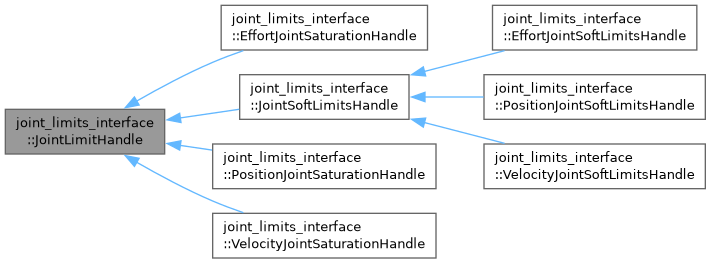 joint_limits_interface
::JointLimitHandle
joint_limits_interface
::EffortJointSaturationHandle
joint_limits_interface
::JointSoftLimitsHandle
joint_limits_interface
::PositionJointSaturationHandle
joint_limits_interface
::VelocityJointSaturationHandle
joint_limits_interface
::EffortJointSoftLimitsHandle
joint_limits_interface
::PositionJointSoftLimitsHandle
joint_limits_interface
::VelocityJointSoftLimitsHandle